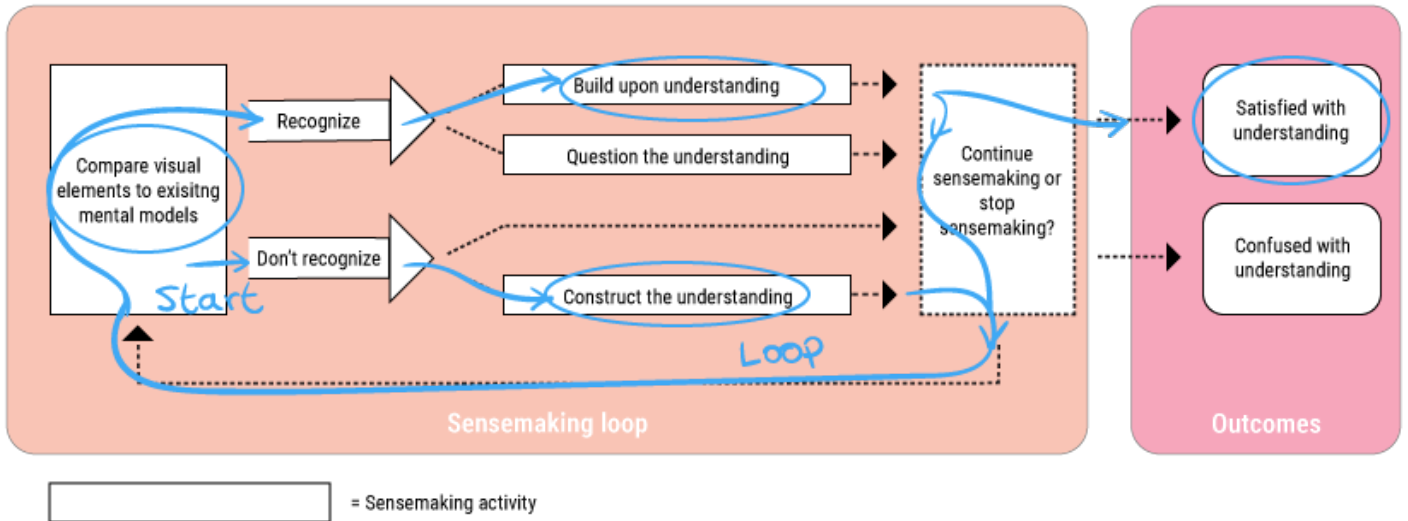 Compare visual
elements to exisitng
mental models
Start
Recognize
Don't recognize
Build upon understanding
Question the understanding
Construct the understanding
Continue
sensemaking or
stop
sensemaking?
Loop
Sensemaking loop
Satisfied with
understanding
Confused with
understanding
Outcomes
= Sensemaking activity